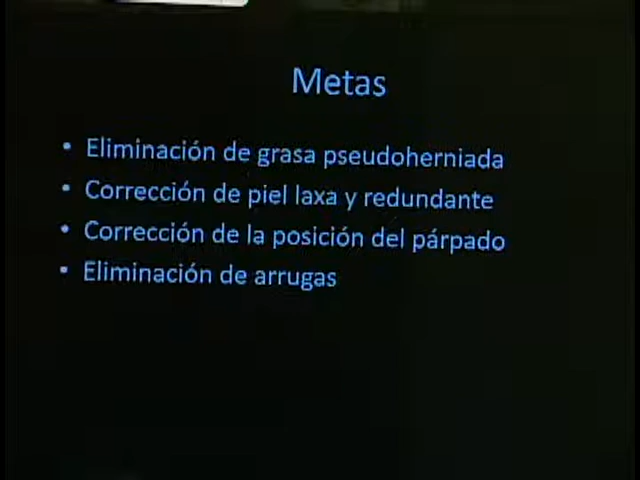 Metas
• Eliminación de grasa pseudoherniada
• Corrección de piel laxa y redundante
• Corrección de la posición del párpado
• Eliminación de arrugas